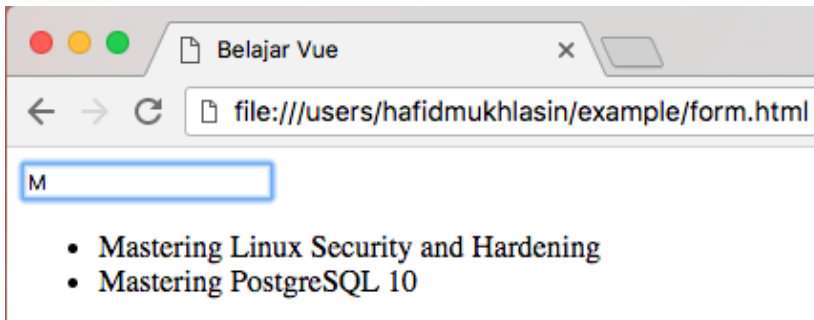 Belajar Vue
file:///users/hafidmukhlasin/example/form.html
M
• Mastering Linux Security and Hardening
• Mastering PostgreSQL 10